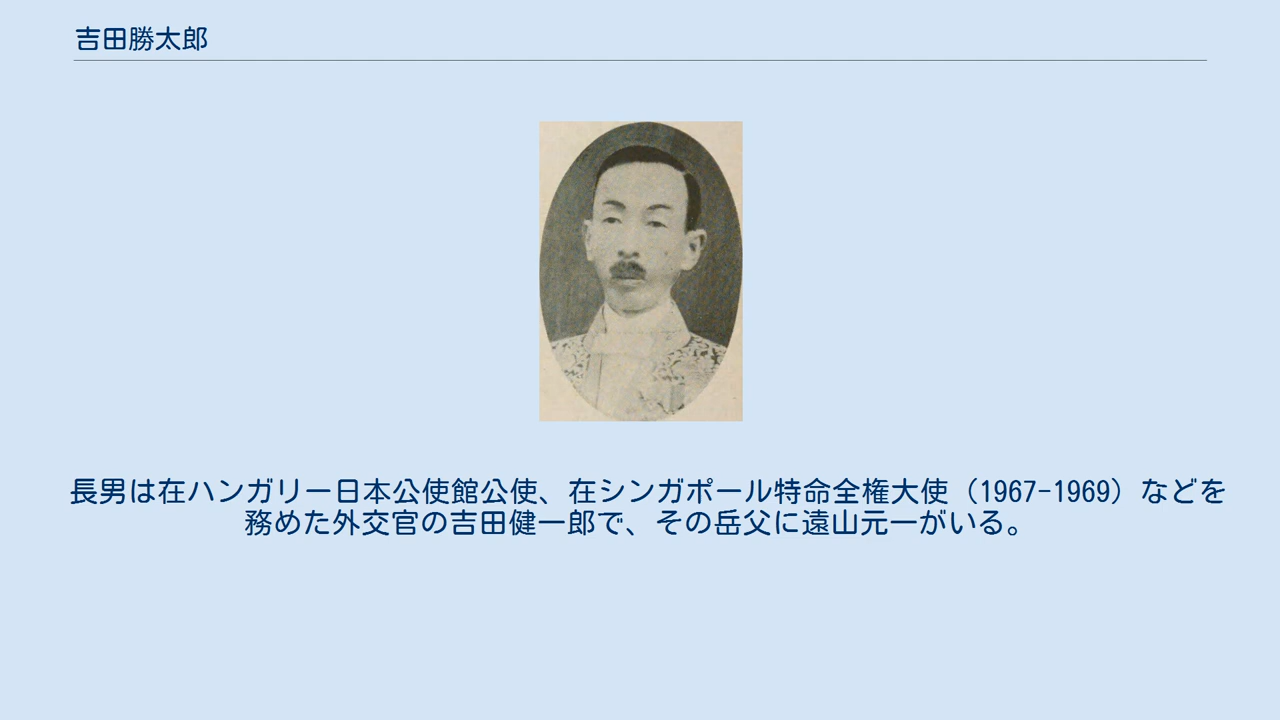 吉田勝太郎
長男は在ハンガリー日本公使館公使、在シンガポール特命全権大使（1967-1969）などを
務めた外交官の吉田健一郎で、その岳父に遠山元一がいる。